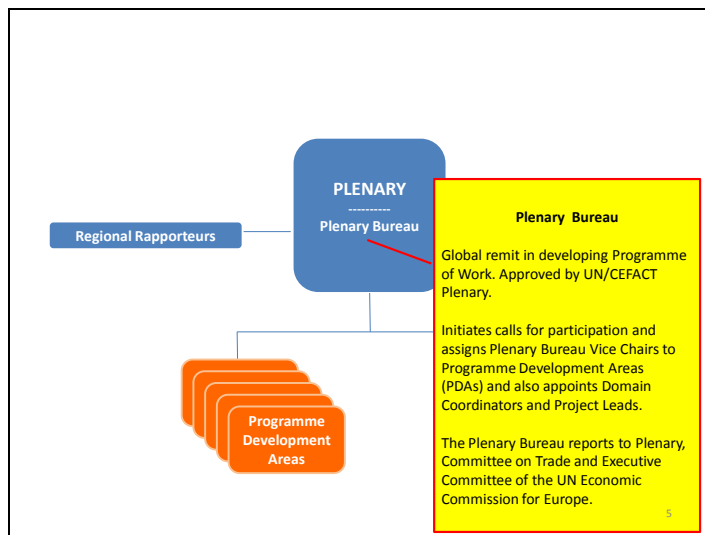 PLENARY
----------
Plenary Bureau
Regional Rapporteurs
Programme
Development
Areas
Plenary Bureau
Global remit in developing Programme
of Work. Approved by UN/CEFACT
Plenary.
Initiates calls for participation and
assigns Plenary Bureau Vice Chairs to
Programme Development Areas
(PDAs) and also appoints Domain
Coordinators and Project Leads.
The Plenary Bureau reports to Plenary,
Committee on Trade and Executive
Committee of the UN Economic
Commission for Europe.
5